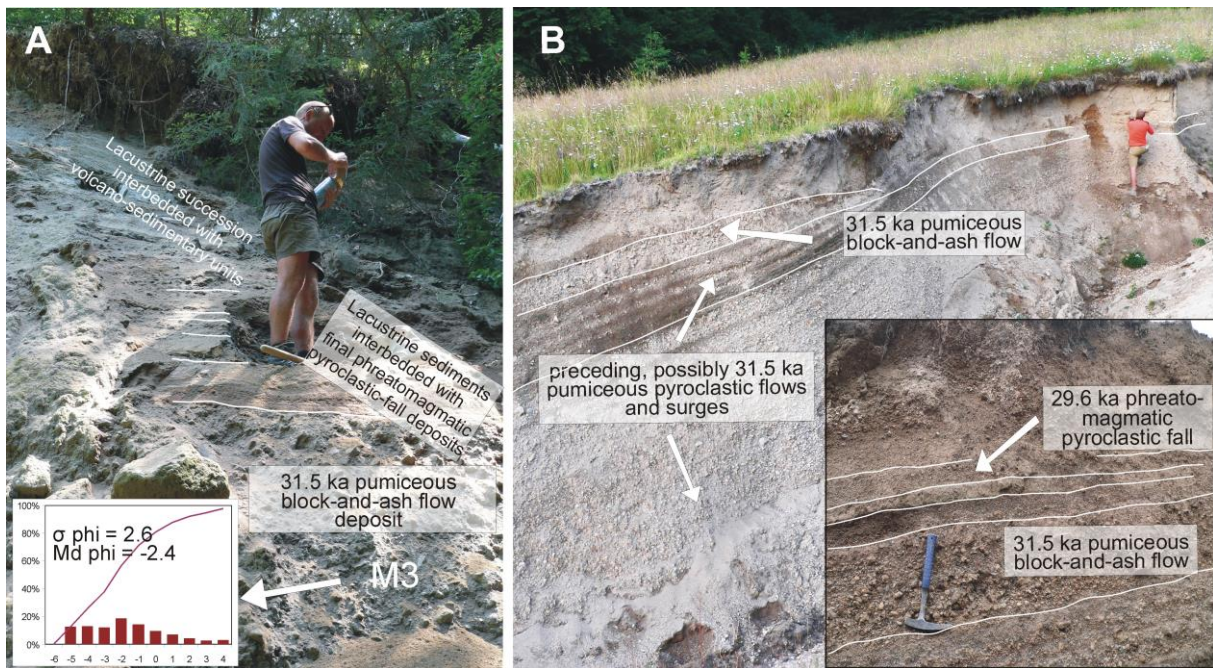 A
Lacustrine succession
interbedded with
volcano-sedimentary units
Lacustrine sediments
interbedded with
final phreatomagmatic
pyroclastic-fall deposits
31.5 ka pumiceous
block-and-ash flow
deposit
M3
100%
80%
60%
40%
20%
0%
σ phi = 2.6
Md phi = -2.4
-6 -5 -4 -3 -2 -1 0 1 2 3 4
B
31.5 ka pumiceous
block-and-ash flow
preceding, possibly 31.5 ka
pumiceous pyroclastic flows
and surges
29.6 ka phreato-
magmatic
pyroclastic fall
31.5 ka pumiceous
block-and-ash flow